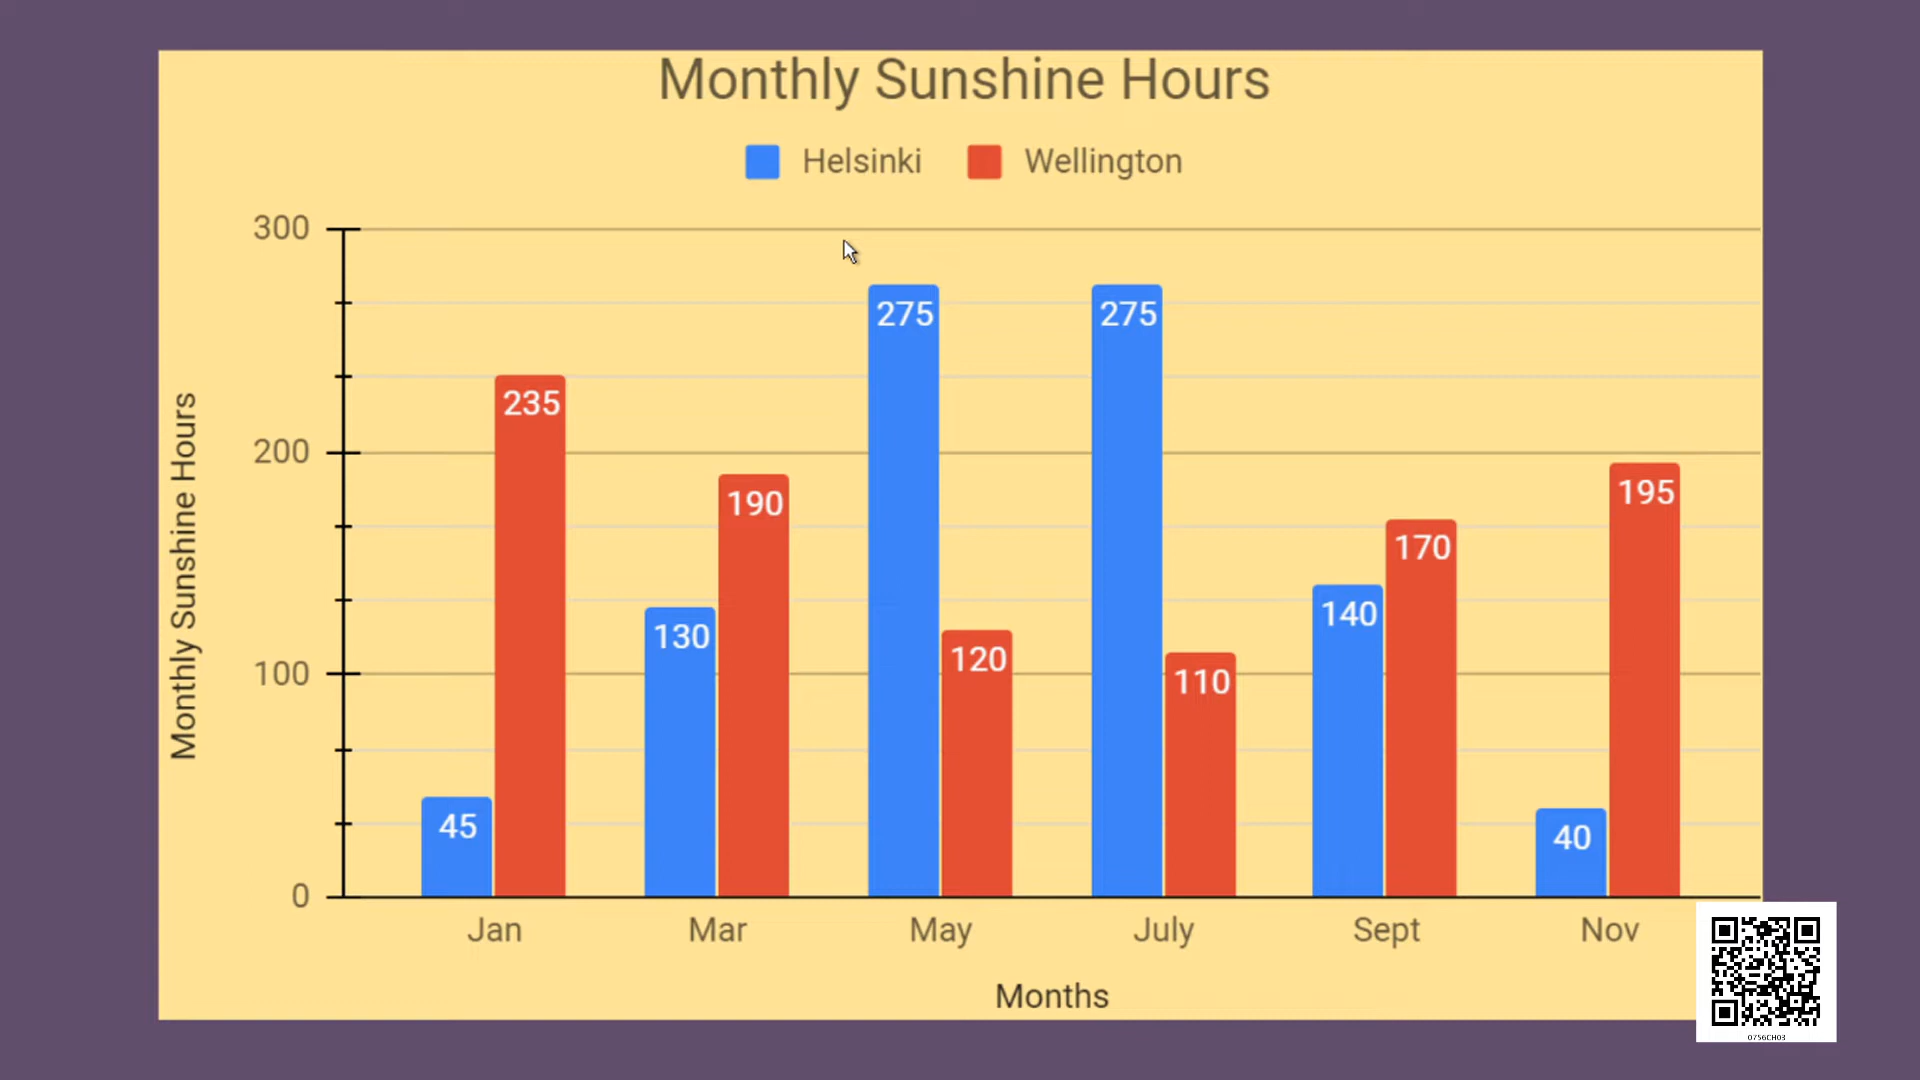 Monthly Sunshine Hours
Helsinki Wellington
Monthly Sunshine Hours
300
200
100
0
45 235
130 190
275 120
275 110
140 170
40 195
Jan Mar May July Sept Nov
Months
0756CH03